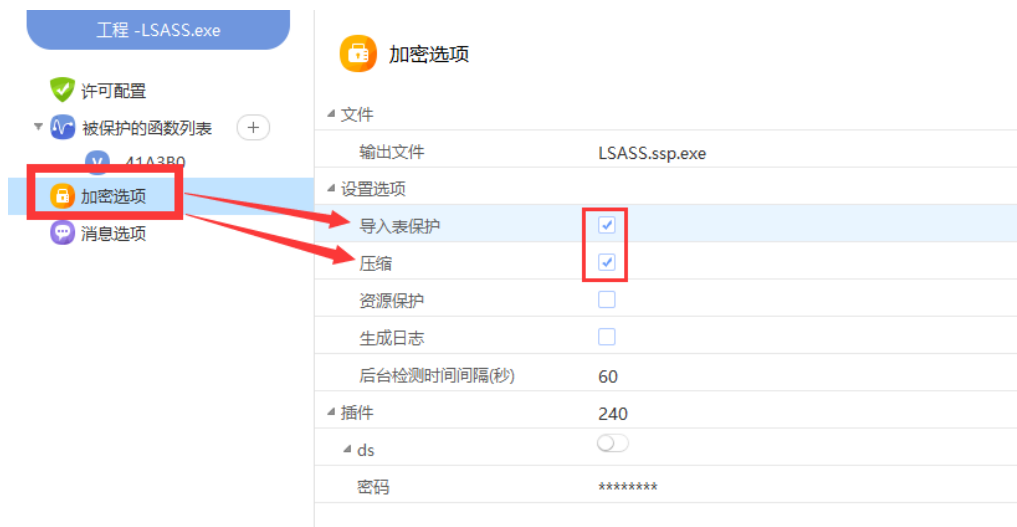 工程 -LSASS.exe
许可配置
被保护的函数列表
V 41A3B0
加密选项
消息选项
加密选项
文件
输出文件 LSASS.ssp.exe
设置选项
导入表保护
压缩
资源保护
生成日志
后台检测时间间隔(秒) 60
插件 240
ds
密码 ********